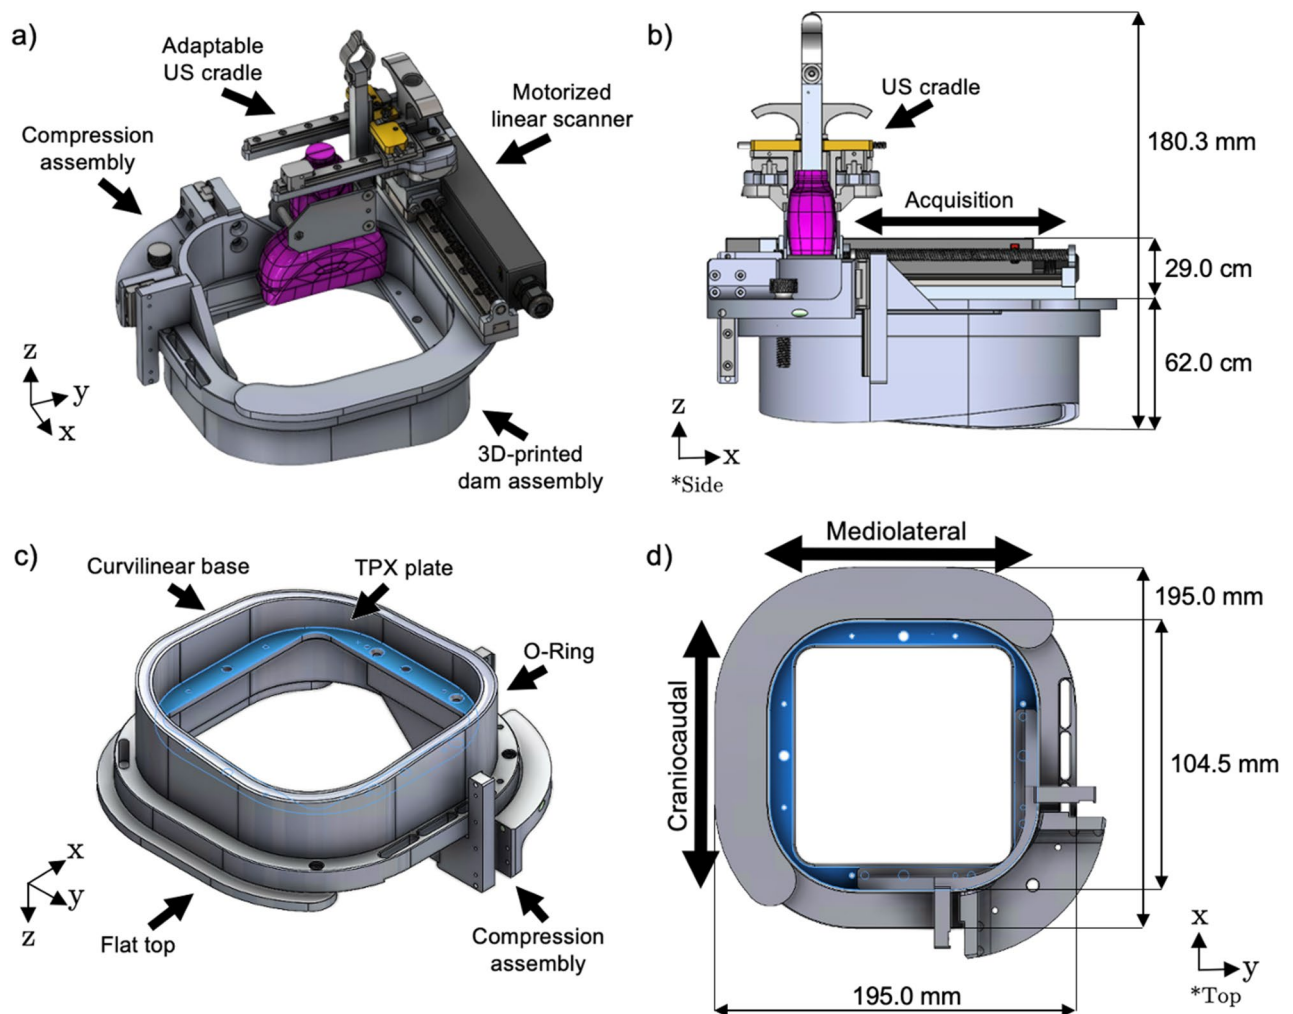 a)
Adaptable
US cradle
Motorized
linear scanner
Compression
assembly
z
y
x
3D-printed
dam assembly
b)
US cradle
180.3 mm
Acquisition
29.0 cm
62.0 cm
z
x
*Side
c)
Curvilinear base
TPX plate
O-Ring
x
y
z
Flat top
Compression
assembly
d)
Mediolateral
195.0 mm
Craniocaudal
104.5 mm
195.0 mm
x
y
*Top